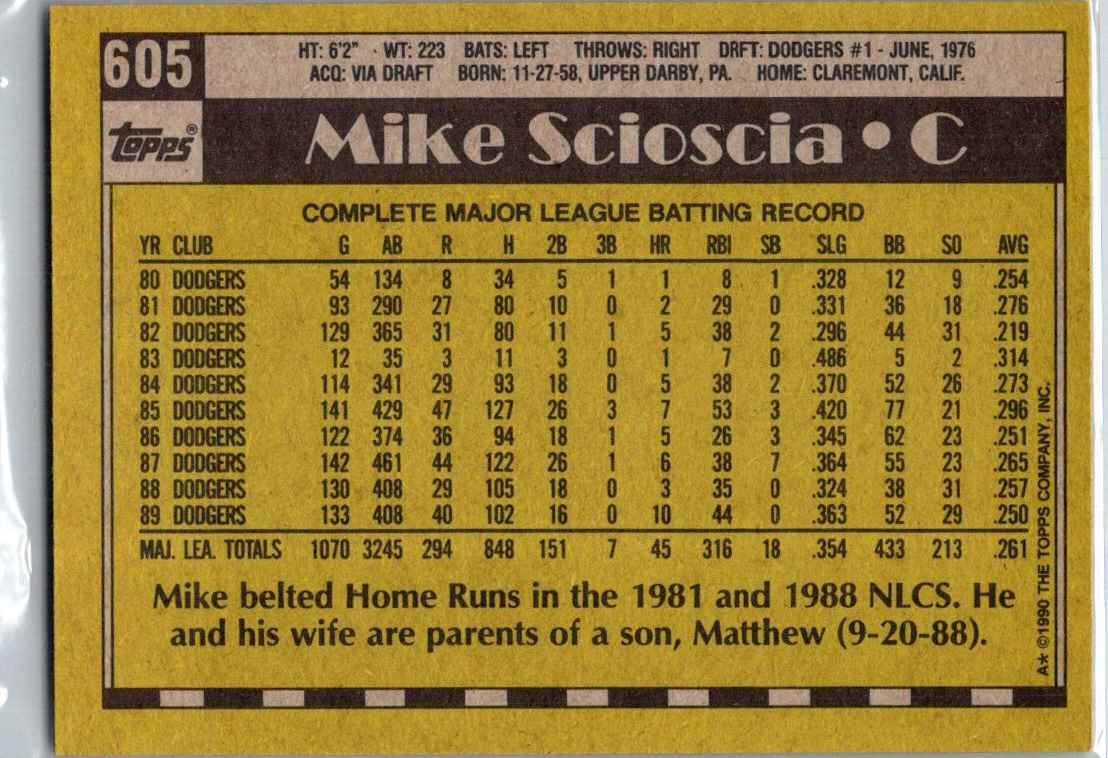 605
HT: 6'2" · WT: 223 BATS: LEFT THROWS: RIGHT DRFT: DODGERS #1 - JUNE, 1976
ACQ: VIA DRAFT BORN: 11-27-58, UPPER DARBY, PA. HOME: CLAREMONT, CALIF.
Topps®
Mike Scioscia • C
COMPLETE MAJOR LEAGUE BATTING RECORD
YR CLUB G AB R H 2B 3B HR RBI SB SLG BB SO AVG
80 DODGERS 54 134 8 34 5 1 1 8 1 .328 12 9 .254
81 DODGERS 93 290 27 80 10 0 2 29 0 .331 36 18 .276
82 DODGERS 129 365 31 80 11 1 5 38 2 .296 44 31 .219
83 DODGERS 12 35 3 11 3 0 1 7 0 .486 5 2 .314
84 DODGERS 114 341 29 93 18 0 5 38 2 .370 52 26 .273
85 DODGERS 141 429 47 127 26 3 7 53 3 .420 77 21 .296
86 DODGERS 122 374 36 94 18 1 5 26 3 .345 62 23 .251
87 DODGERS 142 461 44 122 26 1 6 38 7 .364 55 23 .265
88 DODGERS 130 408 29 105 18 0 3 35 0 .324 38 31 .257
89 DODGERS 133 408 40 102 16 0 10 44 0 .363 52 29 .250
MAJ. LEA. TOTALS 1070 3245 294 848 151 7 45 316 18 .354 433 213 .261
Mike belted Home Runs in the 1981 and 1988 NLCS. He
and his wife are parents of a son, Matthew (9-20-88).
A* ©1990 THE TOPPS COMPANY, INC.